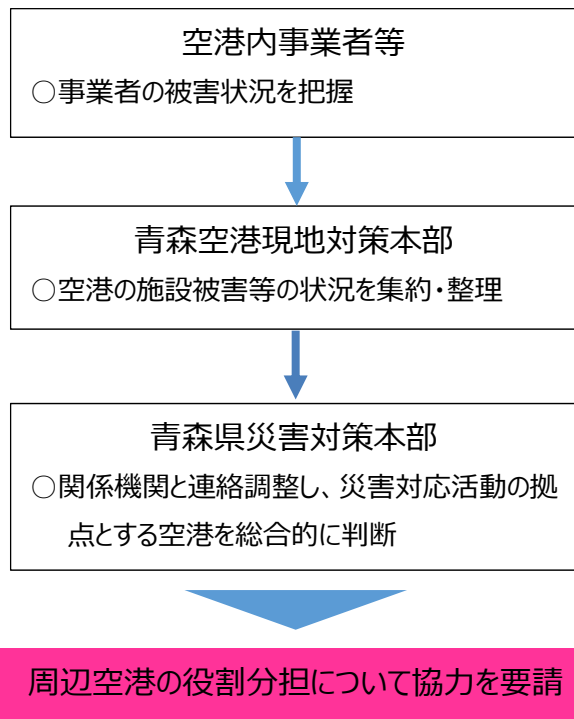 空港内事業者等
○事業者の被害状況を把握
青森空港現地対策本部
○空港の施設被害等の状況を集約・整理
青森県災害対策本部
○関係機関と連絡調整し、災害対応活動の拠
点とする空港を総合的に判断
周辺空港の役割分担について協力を要請